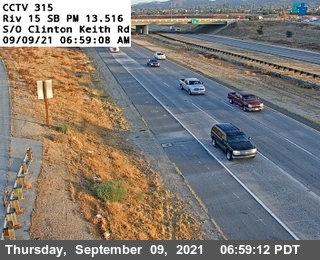 CCTV 315
Riv 15 SB PM 13.516
S/O Clinton Keith Rd
09/09/21 06:59:08 AM
Thursday, September 09, 2021 06:59:12 PDT